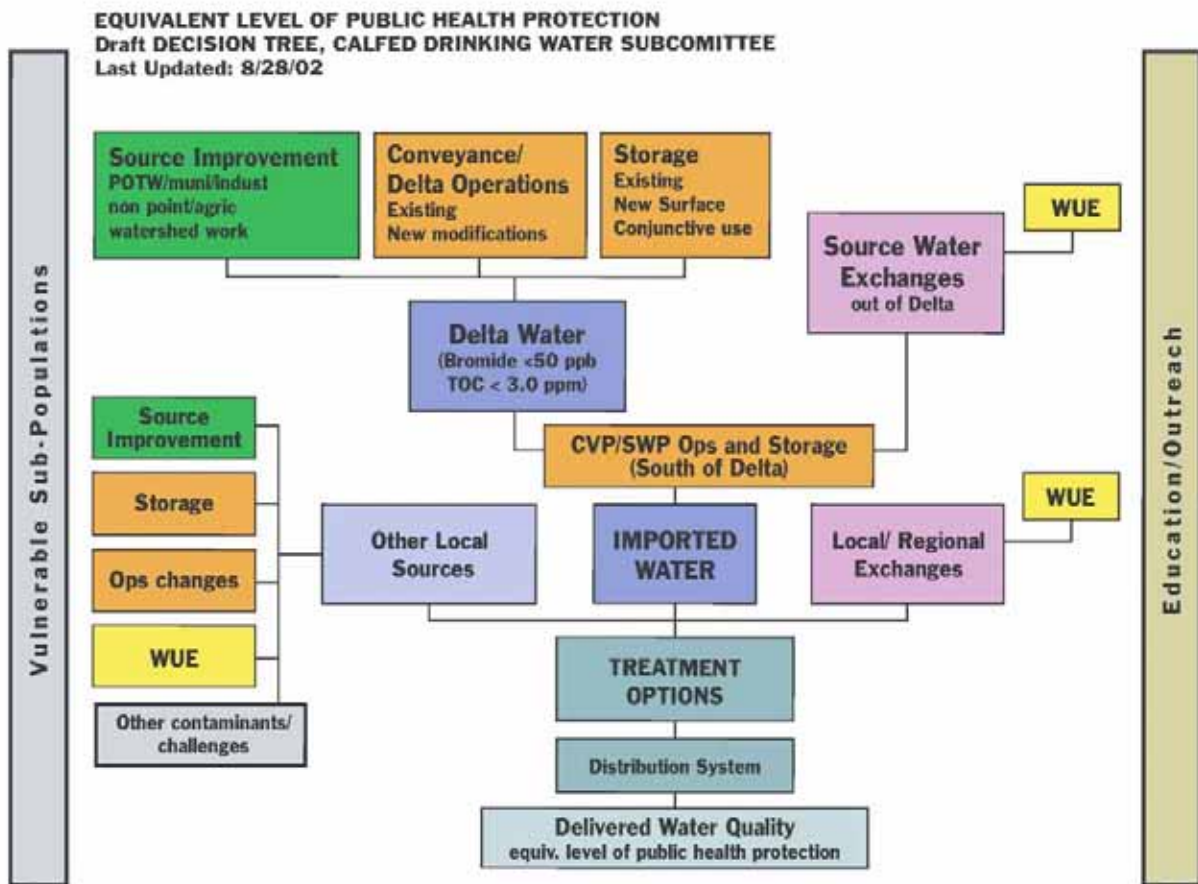 EQUIVALENT LEVEL OF PUBLIC HEALTH PROTECTION
Draft DECISION TREE, CALFED DRINKING WATER SUBCOMITTEE
Last Updated: 8/28/02
Vulnerable Sub-Populations
Source Improvement
POTW/muni/indust
non point/agric
watershed work
Conveyance/
Delta Operations
Existing
New modifications
Storage
Existing
New Surface
Conjunctive use
WUE
Source Water
Exchanges
out of Delta
Delta Water
(Bromide <50 ppb
TOC < 3.0 ppm)
CVP/SWP Ops and Storage
(South of Delta)
Source
Improvement
Storage
Ops changes
WUE
Other contaminants/
challenges
Other Local
Sources
IMPORTED
WATER
Local/ Regional
Exchanges
WUE
TREATMENT
OPTIONS
Distribution System
Delivered Water Quality
equiv. level of public health protection
Education/Outreach